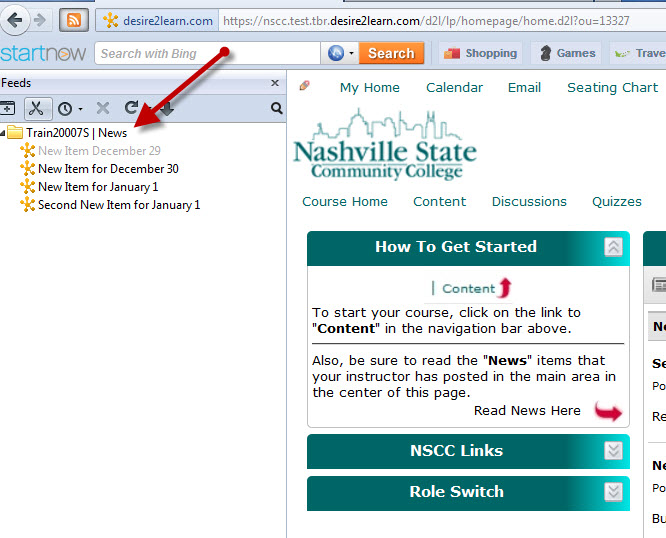 desire2learn.com https://nscc.test.tbr.desire2learn.com/d2l/lp/homepage/home.d2l?ou=13327
startnow Search with Bing Search Shopping Games Trave
Feeds
Train20007S | News
New Item December 29
New Item for December 30
New Item for January 1
Second New Item for January 1
My Home Calendar Email Seating Chart
Nashville State
Community College
Course Home Content Discussions Quizzes
How To Get Started
| Content
To start your course, click on the link to
"Content" in the navigation bar above.
Also, be sure to read the "News" items that
your instructor has posted in the main area in
the center of this page.
Read News Here
NSCC Links
Role Switch
Ne
Se
Po
Re
Ne
Po
Bu